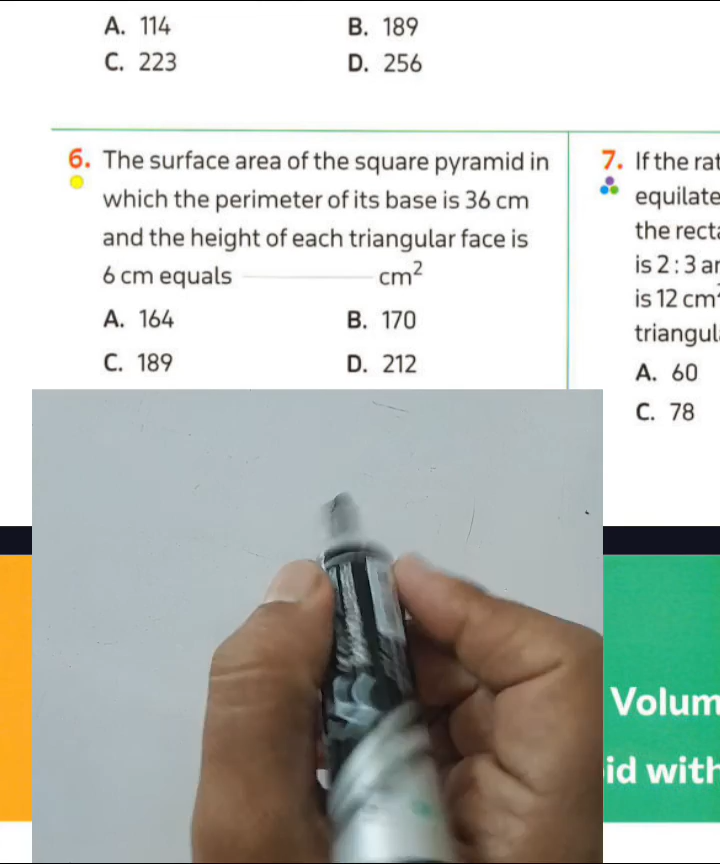 A. 114 B. 189
C. 223 D. 256
6. The surface area of the square pyramid in
which the perimeter of its base is 36 cm
and the height of each triangular face is
6 cm equals cm²
A. 164 B. 170
C. 189 D. 212
7. If the rat
equilate
the recta
is 2 : 3 ar
is 12 cm²
triangul
A. 60
C. 78
Volum
id with